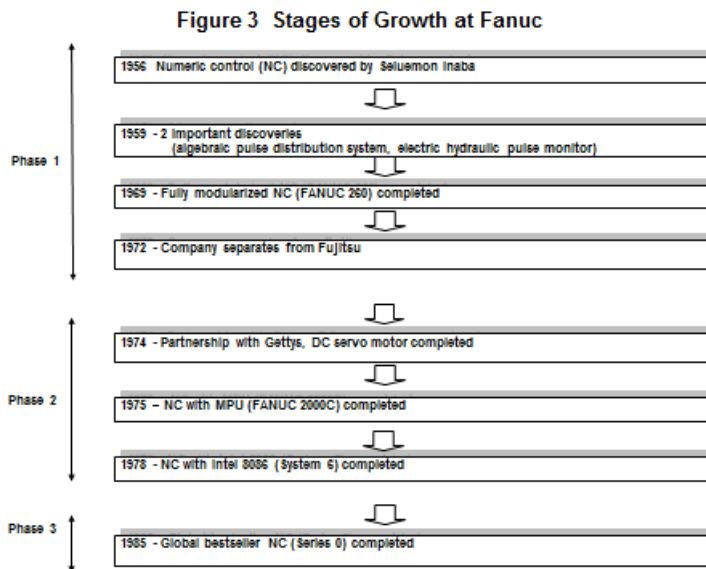 Figure 3 Stages of Growth at Fanuc
1956 Numeric control (NC) discovered by Seiuemon Inaba
1959 - 2 Important discoveries
(algebraic pulse distribution system, electric hydraulic pulse monitor)
Phase 1
1969 - Fully modularized NC (FANUC 260) completed
1972 - Company separates from Fujitsu
1974 - Partnership with Gettys, DC servo motor completed
Phase 2
1975 – NC with MPU (FANUC 2000C) completed
1978 - NC with Intel 8086 (System 6) completed
Phase 3
1985 - Global bestseller NC (Series 0) completed